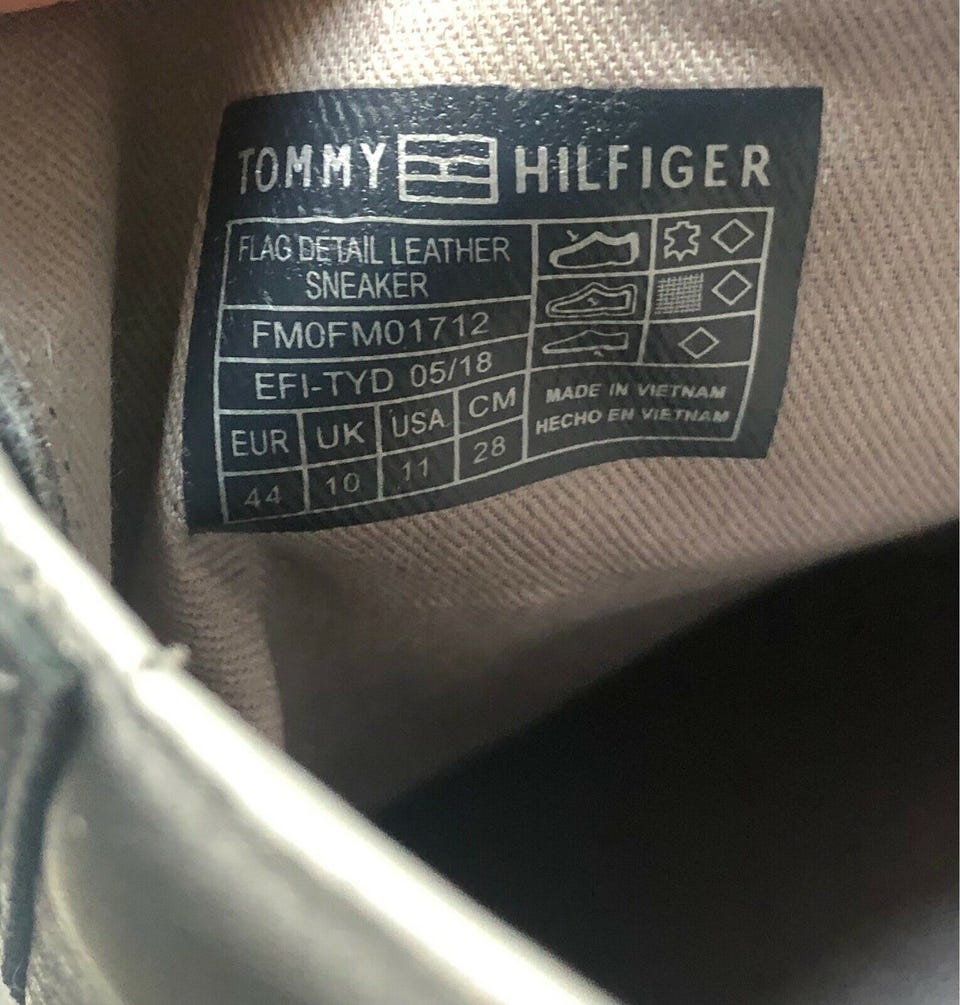 TOMMY HILFIGER
FLAG DETAIL LEATHER
SNEAKER
FM0FM01712
EFI-TYD 05/18
EUR UK USA CM
44 10 11 28
MADE IN VIETNAM
HECHO EN VIETNAM